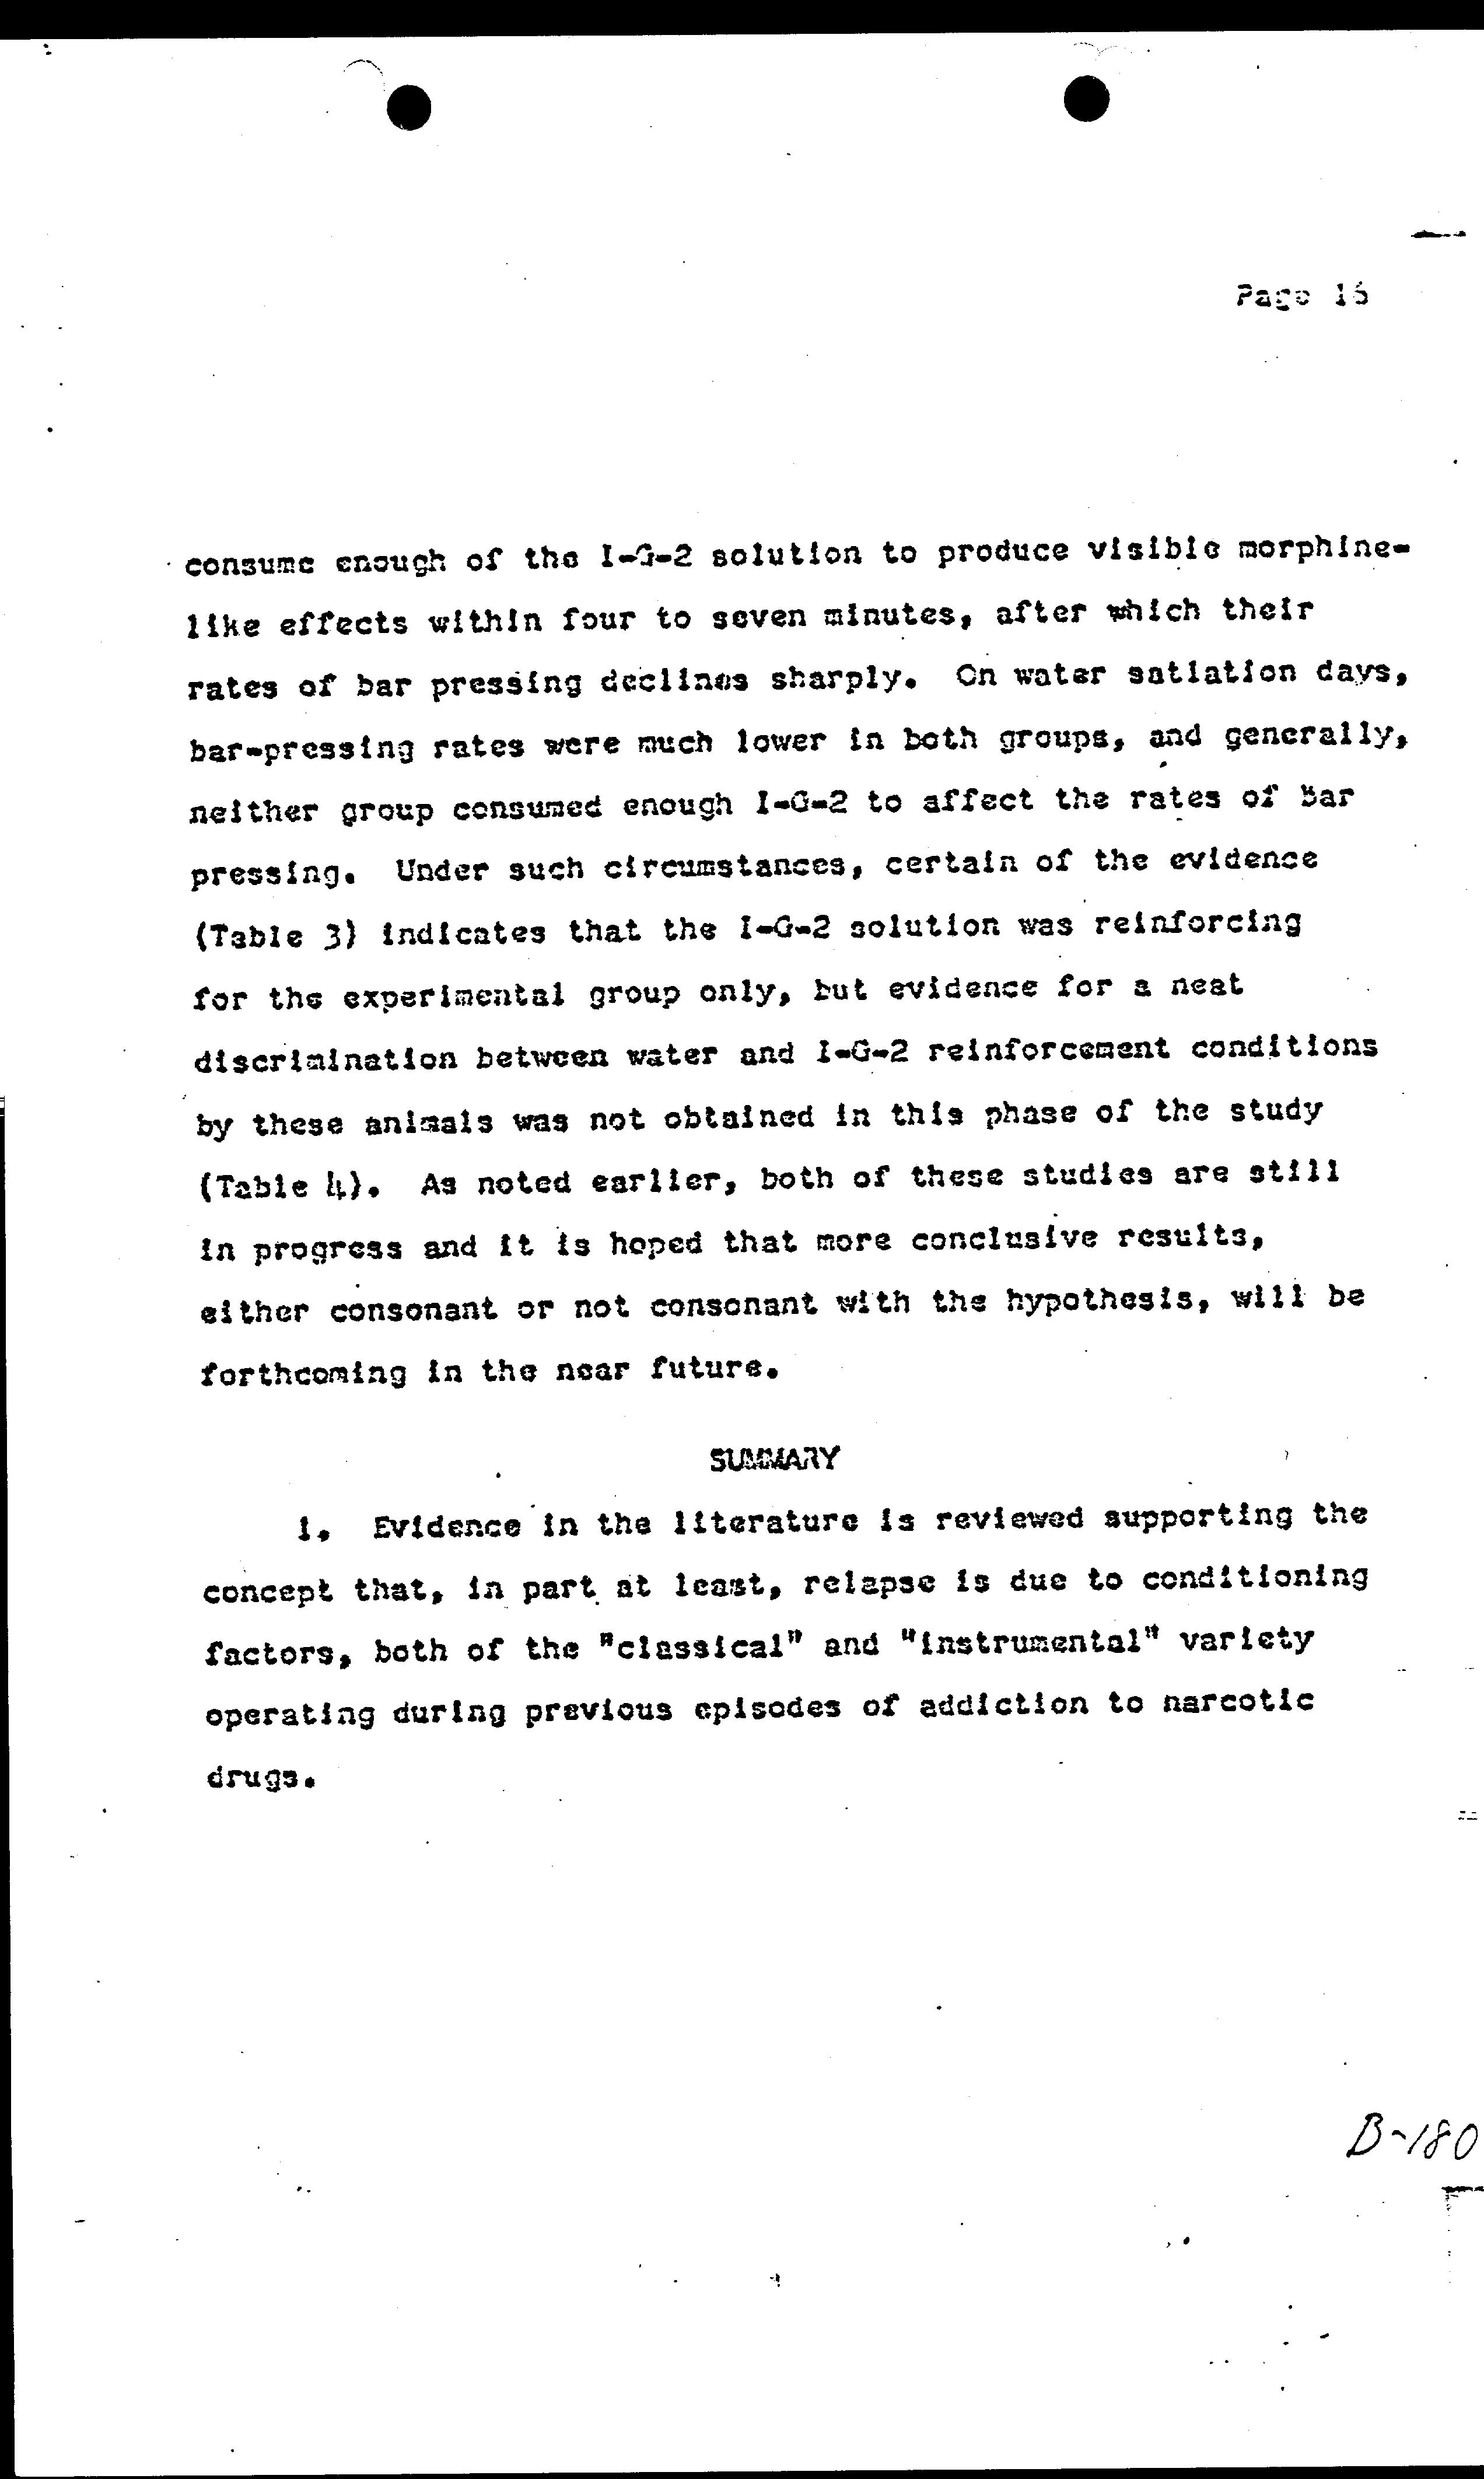 Page 16
consume enough of the I-G-2 solution to produce visible morphine-
like effects within four to seven minutes, after which their
rates of bar pressing declines sharply. On water satiation days,
bar-pressing rates were much lower in both groups, and generally,
neither group consumed enough I-G-2 to affect the rates of bar
pressing. Under such circumstances, certain of the evidence
(Table 3) indicates that the I-G-2 solution was reinforcing
for the experimental group only, but evidence for a neat
discrimination between water and I-G-2 reinforcement conditions
by these animals was not obtained in this phase of the study
(Table 4). As noted earlier, both of these studies are still
in progress and it is hoped that more conclusive results,
either consonant or not consonant with the hypothesis, will be
forthcoming in the near future.
SUMMARY
1. Evidence in the literature is reviewed supporting the
concept that, in part at least, relapse is due to conditioning
factors, both of the "classical" and "instrumental" variety
operating during previous episodes of addiction to narcotic
drugs.
B-180